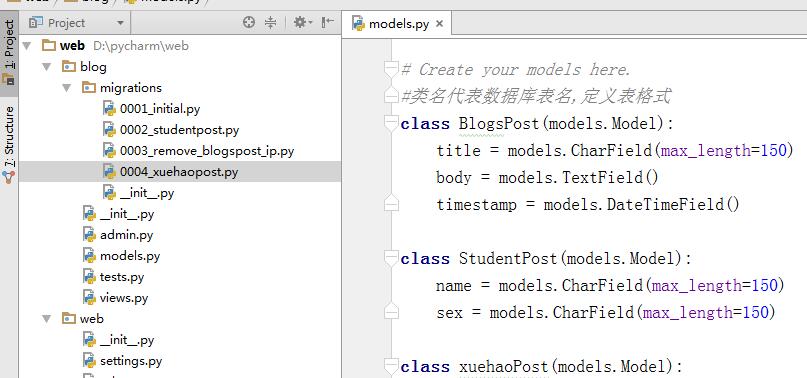 web
blog
models.py
Project
models.py
1: Project
7: Structure
web D:\pycharm\web
blog
migrations
0001_initial.py
0002_studentpost.py
0003_remove_blogspost_ip.py
0004_xuehaopost.py
__init__.py
__init__.py
admin.py
models.py
tests.py
views.py
web
__init__.py
settings.py
# Create your models here.
#类名代表数据库表名,定义表格式
class BlogsPost(models.Model):
title = models.CharField(max_length=150)
body = models.TextField()
timestamp = models.DateTimeField()
class StudentPost(models.Model):
name = models.CharField(max_length=150)
sex = models.CharField(max_length=150)
class xuehaoPost(models.Model):